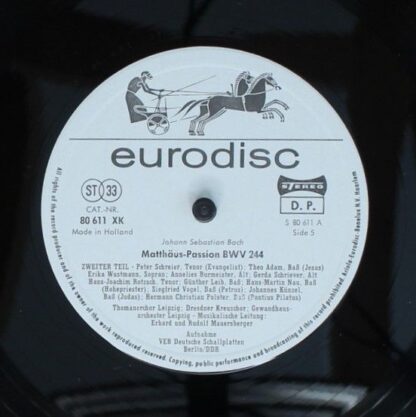 eurodisc
ST 33
CAT.-NR.
80 611 XK
Made in Holland
STEREO
D. P.
S 80 611 A
Side 5
Johann Sebastian Bach
Matthäus-Passion BWV 244
ZWEITER TEIL - Peter Schreier, Tenor (Evangelist); Theo Adam, Baß (Jesus)
Erika Wustmann, Sopran; Annelies Burmeister, Alt; Gerda Schriever, Alt
Hans-Joachim Rotzsch, Tenor; Günther Leib, Baß; Hans-Martin Nau, Baß
(Hohepriester); Siegfried Vogel, Baß (Petrus); Johannes Künzel,
Baß (Judas); Hermann Christian Polster; Baß (Pontius Pilatus)
Thomanerchor Leipzig; Dresdner Kreuzchor; Gewandhaus-
orchester Leipzig - Musikalische Leitung:
Erhard und Rudolf Mauersberger
Aufnahme
VEB Deutsche Schallplatten
Berlin/DDR
All rights of the record producer and of the owner of the work reproduced reserved. Copying, public performance and broadcasting of this record prohibited. Ariola-Eurodisc-Benelux N.V. Haarlem